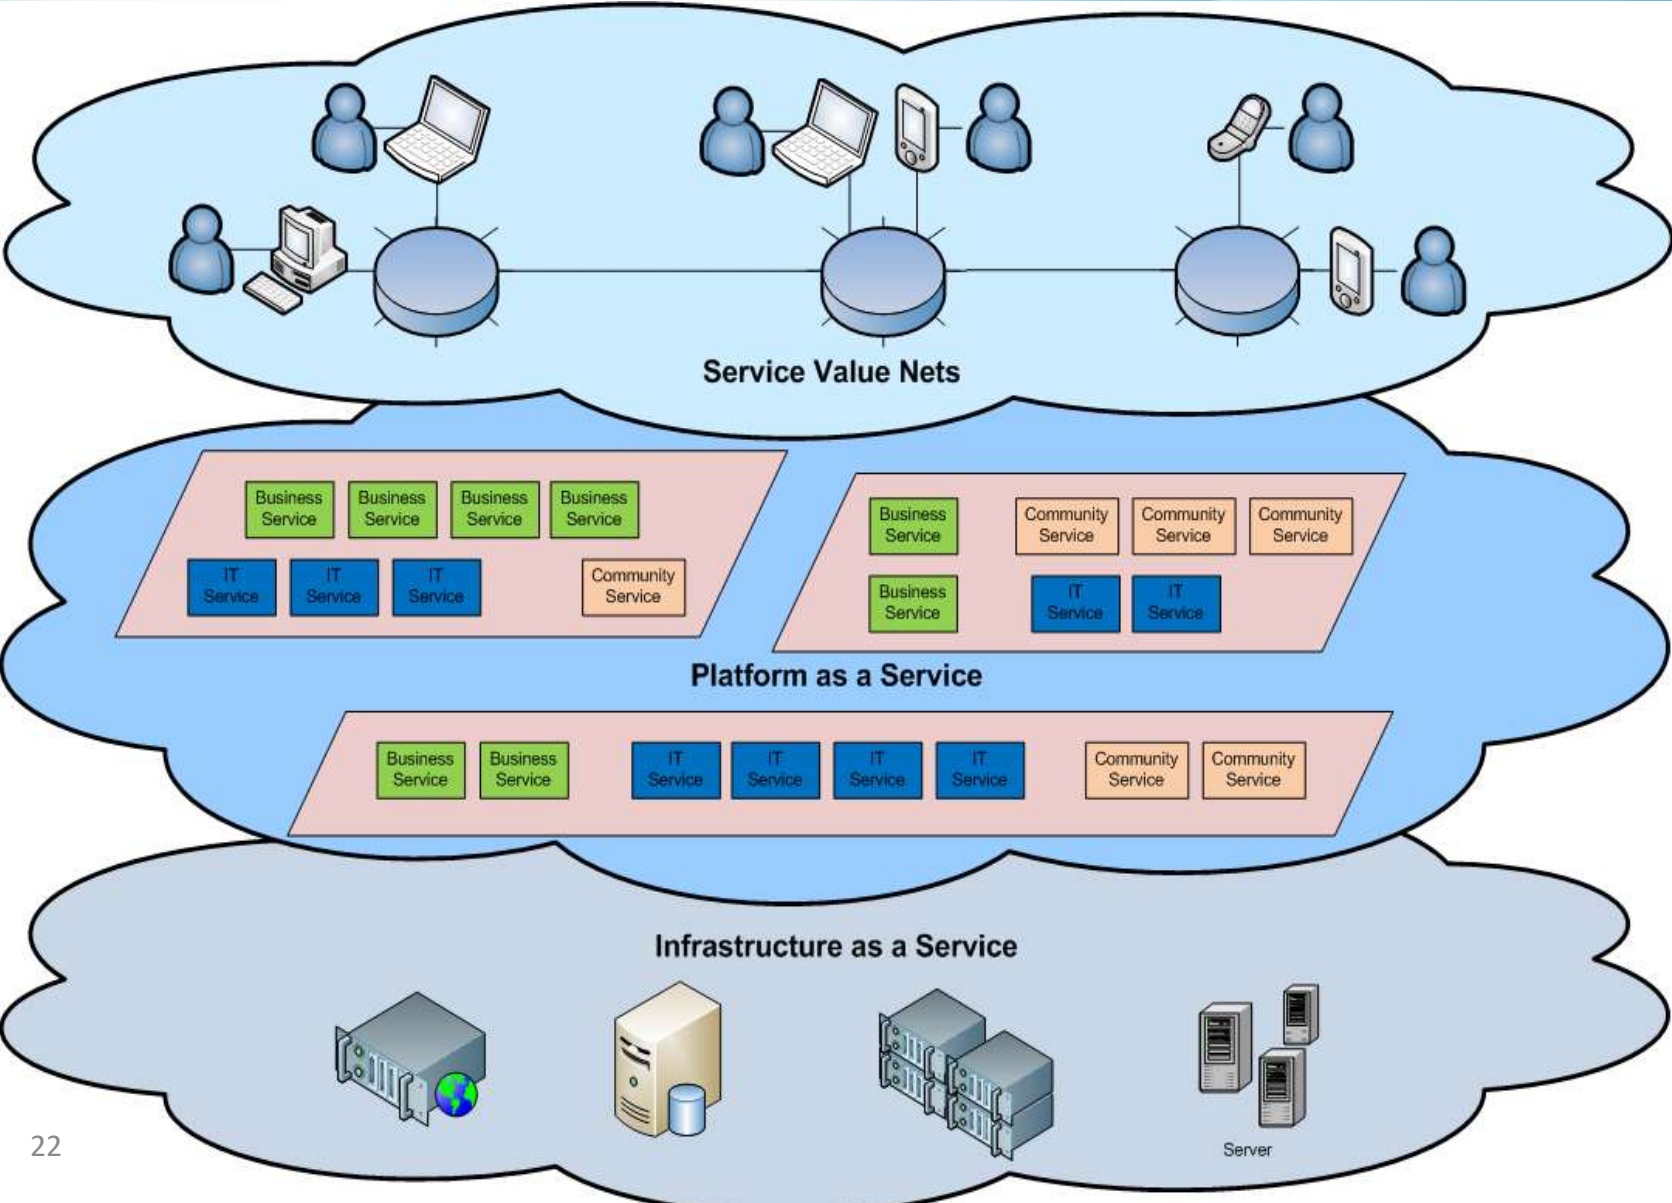 Service Value Nets
Business
Service
Business
Service
Business
Service
Business
Service
IT
Service
IT
Service
IT
Service
Community
Service
Business
Service
Community
Service
Community
Service
Community
Service
Business
Service
IT
Service
IT
Service
Platform as a Service
Business
Service
Business
Service
IT
Service
IT
Service
IT
Service
IT
Service
Community
Service
Community
Service
Infrastructure as a Service
Server
22